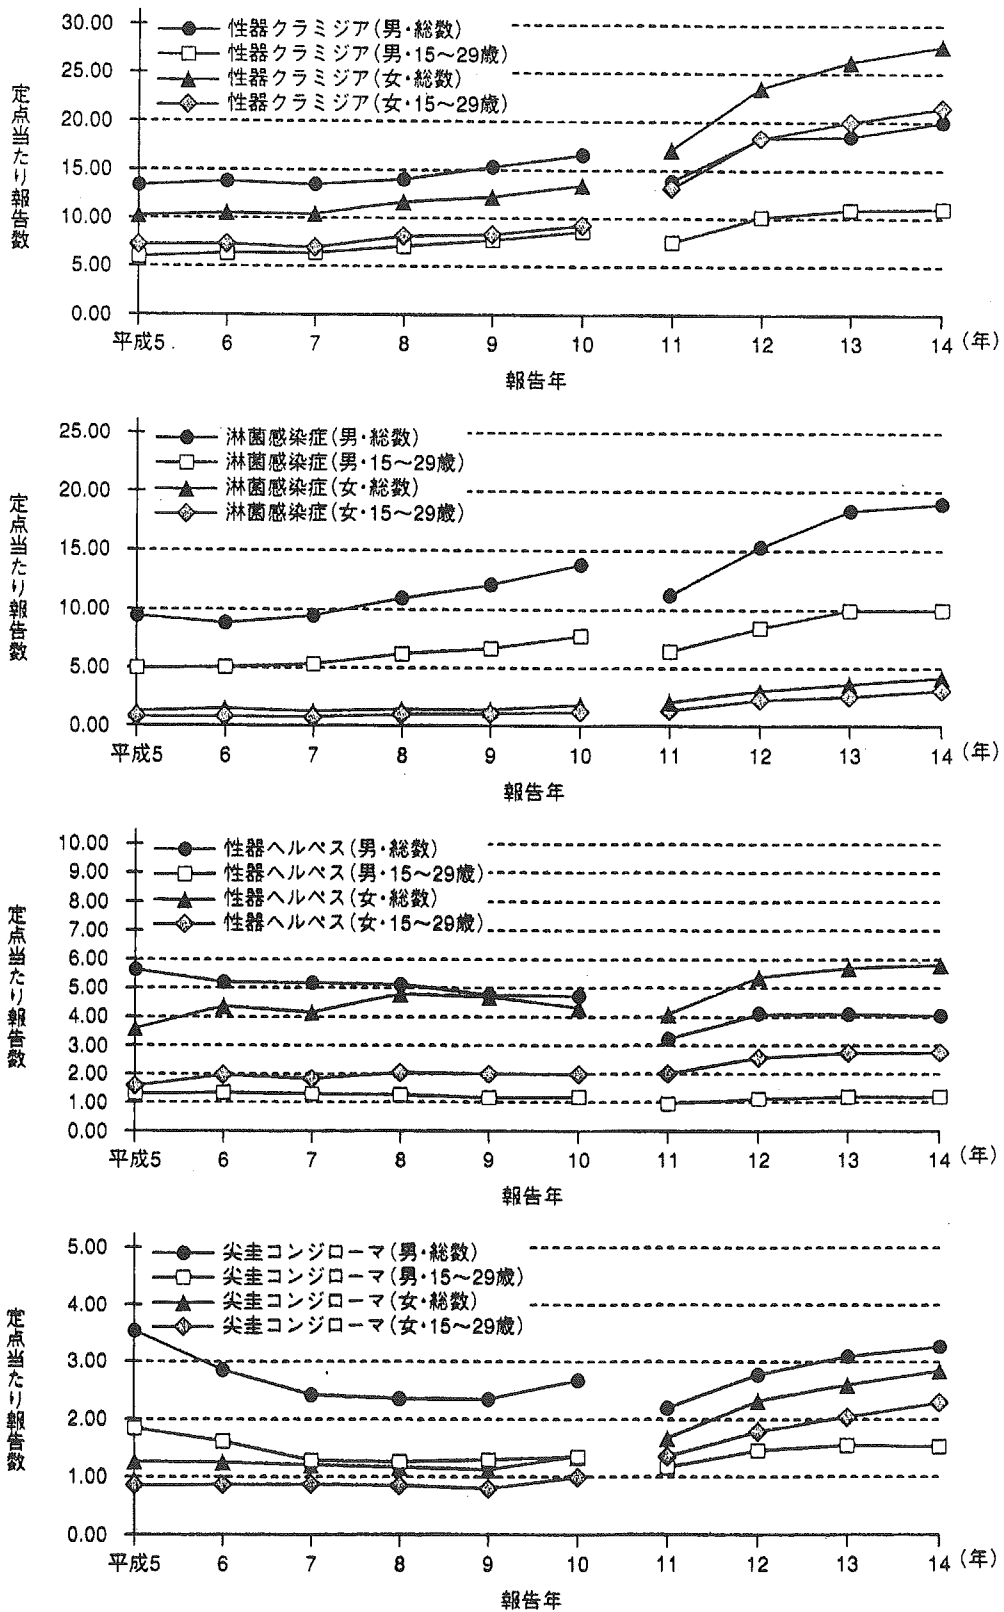 30.00
25.00
20.00
15.00
10.00
5.00
0.00
定点当たり報告数
性器クラミジア(男・総数)
性器クラミジア(男・15～29歳)
性器クラミジア(女・総数)
性器クラミジア(女・15～29歳)
平成5 6 7 8 9 10 11 12 13 14 (年)
報告年
25.00
20.00
15.00
10.00
5.00
0.00
定点当たり報告数
淋菌感染症(男・総数)
淋菌感染症(男・15～29歳)
淋菌感染症(女・総数)
淋菌感染症(女・15～29歳)
平成5 6 7 8 9 10 11 12 13 14 (年)
報告年
10.00
9.00
8.00
7.00
6.00
5.00
4.00
3.00
2.00
1.00
0.00
定点当たり報告数
性器ヘルペス(男・総数)
性器ヘルペス(男・15～29歳)
性器ヘルペス(女・総数)
性器ヘルペス(女・15～29歳)
平成5 6 7 8 9 10 11 12 13 14 (年)
報告年
5.00
4.00
3.00
2.00
1.00
0.00
定点当たり報告数
尖圭コンジローマ(男・総数)
尖圭コンジローマ(男・15～29歳)
尖圭コンジローマ(女・総数)
尖圭コンジローマ(女・15～29歳)
平成5 6 7 8 9 10 11 12 13 14 (年)
報告年